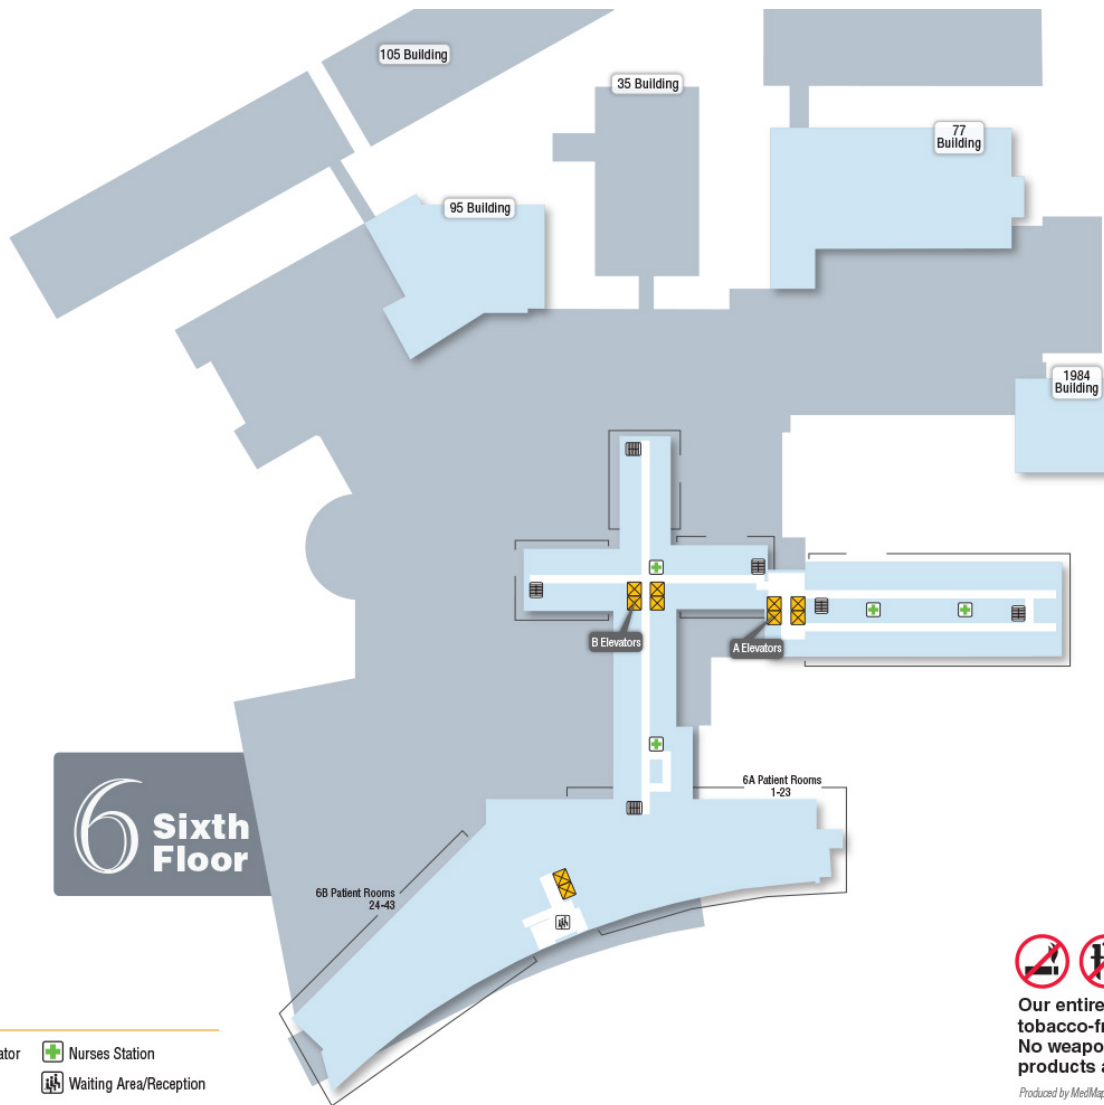 105 Building
35 Building
77
Building
95 Building
1984
Building
B Elevators
A Elevators
6A Patient Rooms
1-23
6 Sixth
Floor
6B Patient Rooms
24-43
ator
Nurses Station
Waiting Area/Reception
Our entire
tobacco-fr
No weapo
products a
Produced by MedMap